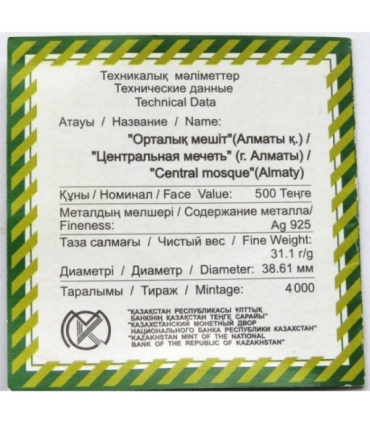 Техникалық мәліметтер
Технические данные
Technical Data
Атауы / Название / Name:
"Орталық мешіт"(Алматы қ.) /
"Центральная мечеть" (г. Алматы) /
"Central mosque"(Almaty)
Құны / Номинал / Face Value: 500 Теңге
Металдың мөлшері / Содержание металла/
Fineness: Ag 925
Таза салмағы / Чистый вес / Fine Weight:
31.1 г/g
Диаметрі / Диаметр / Diameter: 38.61 мм
Таралымы / Тираж / Mintage: 4 000
"ҚАЗАҚСТАН РЕСПУБЛИКАСЫ ҰЛТТЫҚ
БАНКІНІҢ ҚАЗАҚСТАН ТЕҢГЕ САРАЙЫ"
"КАЗАХСТАНСКИЙ МОНЕТНЫЙ ДВОР
НАЦИОНАЛЬНОГО БАНКА РЕСПУБЛИКИ КАЗАХСТАН"
"KAZAKHSTAN MINT OF THE NATIONAL
BANK OF THE REPUBLIC OF KAZAKHSTAN"